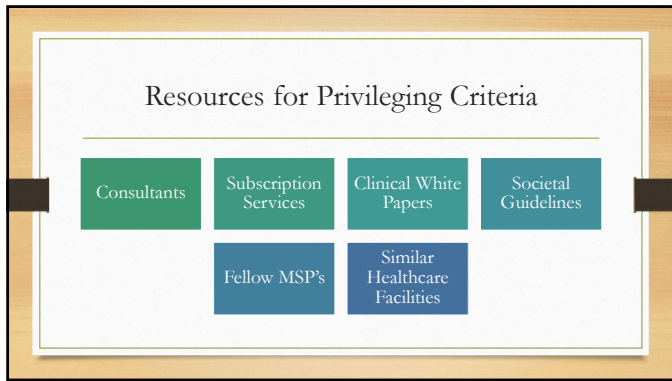 Resources for Privileging Criteria
Consultants
Subscription
Services
Clinical White
Papers
Societal
Guidelines
Fellow MSP's
Similar
Healthcare
Facilities